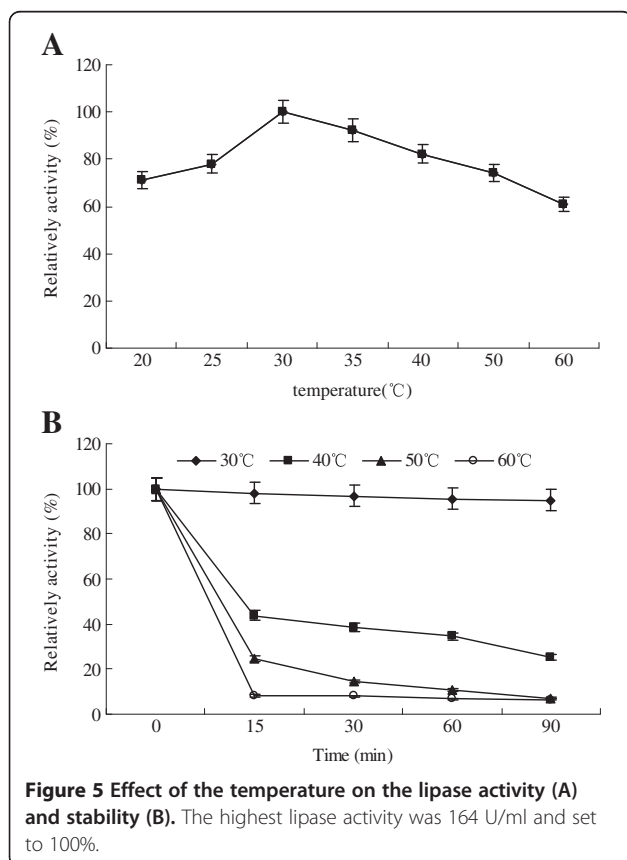 A
120
100
80
60
40
20
0
Relatively activity (%)
20 25 30 35 40 50 60
temperature(℃)
B
30℃ 40℃ 50℃ 60℃
120
100
80
60
40
20
0
Relatively activity (%)
0 15 30 60 90
Time (min)
Figure 5 Effect of the temperature on the lipase activity (A)
and stability (B). The highest lipase activity was 164 U/ml and set
to 100%.